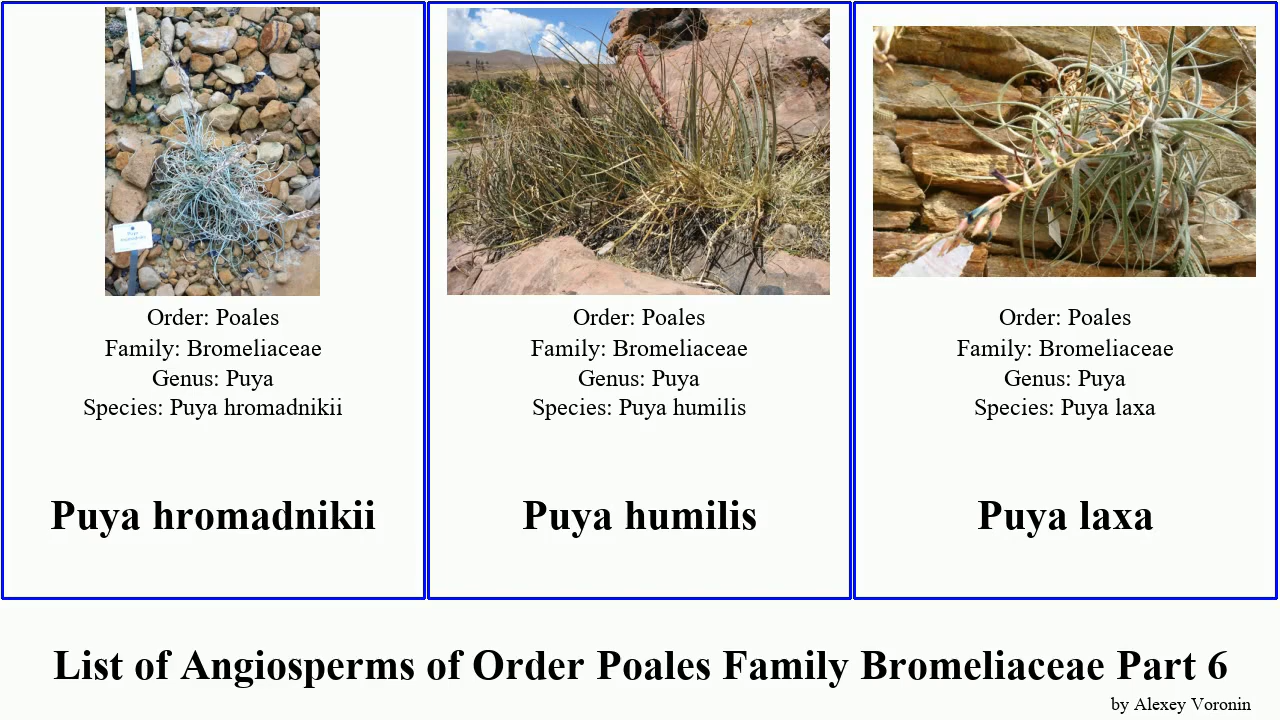 Order: Poales
Family: Bromeliaceae
Genus: Puya
Species: Puya hromadnikii
Puya hromadnikii
Order: Poales
Family: Bromeliaceae
Genus: Puya
Species: Puya humilis
Puya humilis
Order: Poales
Family: Bromeliaceae
Genus: Puya
Species: Puya laxa
Puya laxa
List of Angiosperms of Order Poales Family Bromeliaceae Part 6
by Alexey Voronin